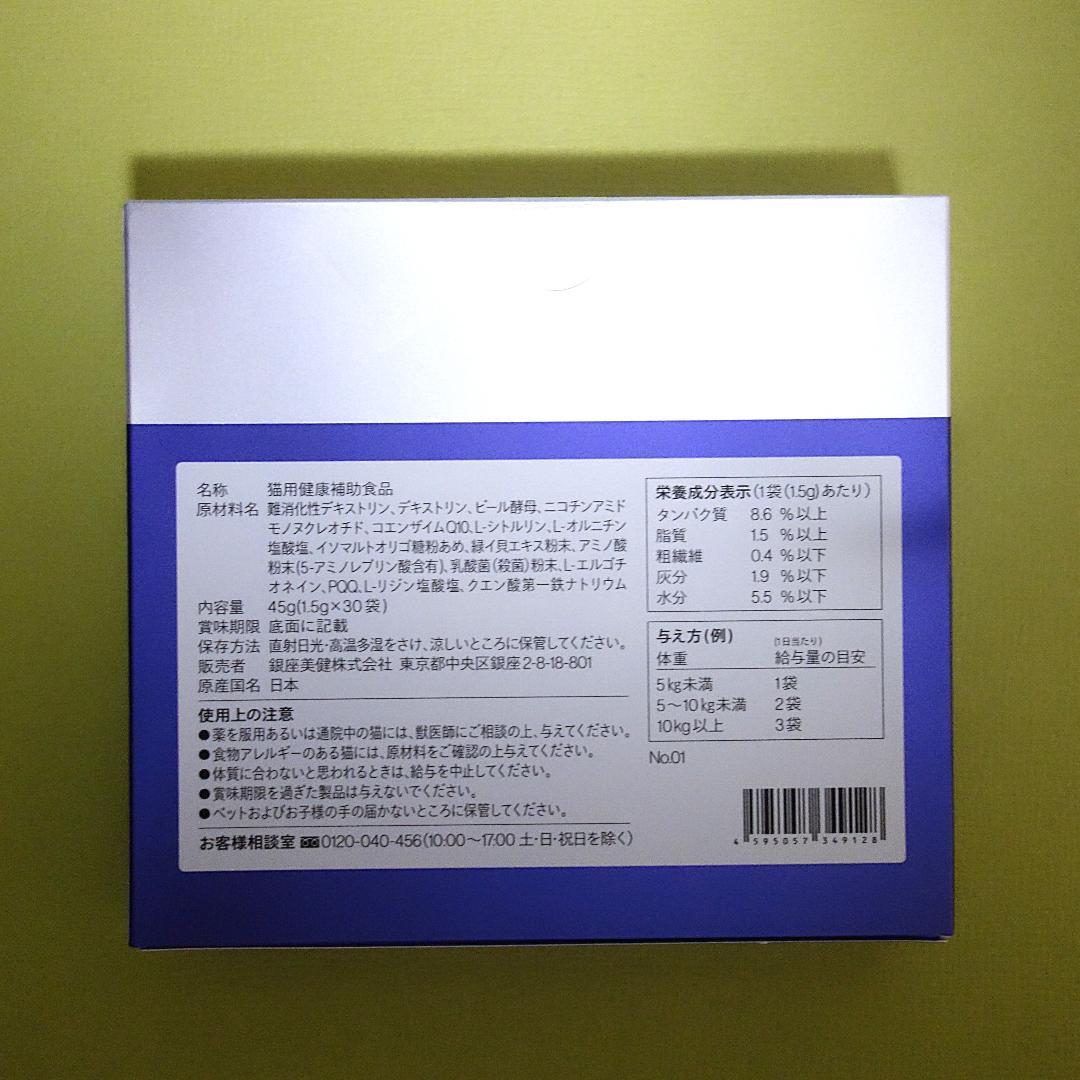 名称 猫用健康補助食品
原材料名 難消化性デキストリン、デキストリン、ビール酵母、ニコチンアミド
モノヌクレオチド、コエンザイムQ10、L-シトルリン、L-オルニチン
塩酸塩、イソマルトオリゴ糖粉あめ、緑イ貝エキス粉末、アミノ酸
粉末(5-アミノレブリン酸含有)、乳酸菌(殺菌)粉末、L-エルゴチ
オネイン、PQQ、L-リジン塩酸塩、クエン酸第一鉄ナトリウム
内容量 45g(1.5g×30袋)
賞味期限 底面に記載
保存方法 直射日光・高温多湿をさけ、涼しいところに保管してください。
販売者 銀座美健株式会社 東京都中央区銀座2-8-18-801
原産国名 日本
使用上の注意
●薬を服用あるいは通院中の猫には、獣医師にご相談の上、与えてください。
●食物アレルギーのある猫には、原材料をご確認の上与えてください。
●体質に合わないと思われるときは、給与を中止してください。
●賞味期限を過ぎた製品は与えないでください。
●ペットおよびお子様の手の届かないところに保管してください。
お客様相談室 0120-040-456(10:00〜17:00 土・日・祝日を除く)
栄養成分表示(1袋(1.5g)あたり)
タンパク質 8.6 %以上
脂質 1.5 %以上
粗繊維 0.4 %以下
灰分 1.9 %以下
水分 5.5 %以下
与え方(例) (1日当たり)
体重 給与量の目安
5kg未満 1袋
5〜10kg未満 2袋
10kg以上 3袋
No.01
4 595057 349128